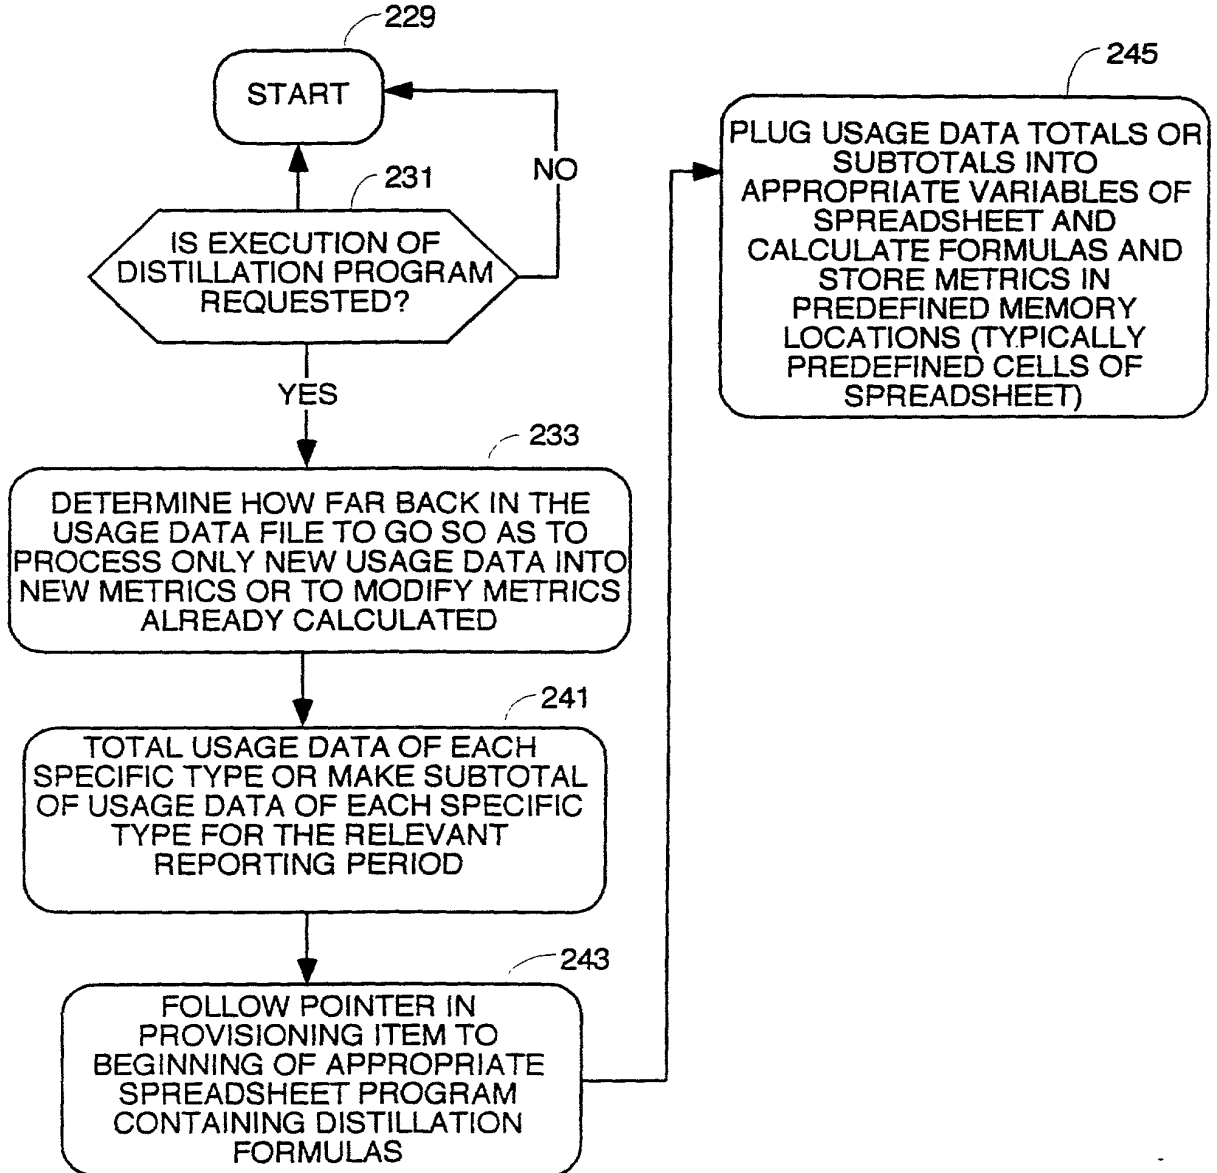 229
START
NO
231
IS EXECUTION OF
DISTILLATION PROGRAM
REQUESTED?
YES
233
DETERMINE HOW FAR BACK IN THE
USAGE DATA FILE TO GO SO AS TO
PROCESS ONLY NEW USAGE DATA INTO
NEW METRICS OR TO MODIFY METRICS
ALREADY CALCULATED
241
TOTAL USAGE DATA OF EACH
SPECIFIC TYPE OR MAKE SUBTOTAL
OF USAGE DATA OF EACH SPECIFIC
TYPE FOR THE RELEVANT
REPORTING PERIOD
243
FOLLOW POINTER IN
PROVISIONING ITEM TO
BEGINNING OF APPROPRIATE
SPREADSHEET PROGRAM
CONTAINING DISTILLATION
FORMULAS
245
PLUG USAGE DATA TOTALS OR
SUBTOTALS INTO
APPROPRIATE VARIABLES OF
SPREADSHEET AND
CALCULATE FORMULAS AND
STORE METRICS IN
PREDEFINED MEMORY
LOCATIONS (TYPICALLY
PREDEFINED CELLS OF
SPREADSHEET)